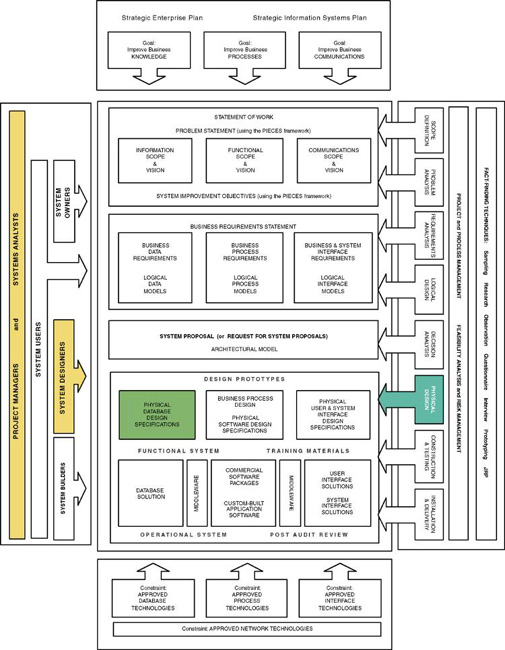 Strategic Enterprise Plan
Strategic Information Systems Plan
Goal:
Improve Business
KNOWLEDGE
Goal:
Improve Business
PROCESSES
Goal:
Improve Business
COMMUNICATIONS
PROJECT MANAGERS and SYSTEMS ANALYSTS
SYSTEM USERS
SYSTEM
OWNERS
SYSTEM DESIGNERS
SYSTEM BUILDERS
STATEMENT OF WORK
PROBLEM STATEMENT (using the PIECES framework)
INFORMATION
SCOPE
&
VISION
FUNCTIONAL
SCOPE
&
VISION
COMMUNICATIONS
SCOPE
&
VISION
SYSTEM IMPROVEMENT OBJECTIVES (using the PIECES framework)
BUSINESS REQUIREMENTS STATEMENT
BUSINESS
DATA
REQUIREMENTS
LOGICAL
DATA
MODELS
BUSINESS
PROCESS
REQUIREMENTS
LOGICAL
PROCESS
MODELS
BUSINESS & SYSTEM
INTERFACE
REQUIREMENTS
LOGICAL
INTERFACE
MODELS
SYSTEM PROPOSAL (or REQUEST FOR SYSTEM PROPOSALS)
ARCHITECTURAL MODEL
DESIGN PROTOTYPES
PHYSICAL
DATABASE
DESIGN
SPECIFICATIONS
BUSINESS PROCESS
DESIGN
PHYSICAL
SOFTWARE DESIGN
SPECIFICATIONS
PHYSICAL
USER & SYSTEM
INTERFACE
DESIGN
SPECIFICATIONS
FUNCTIONAL SYSTEM
TRAINING MATERIALS
DATABASE
SOLUTION
MIDDLEWARE
COMMERCIAL
SOFTWARE
PACKAGES
CUSTOM-BUILT
APPLICATION
SOFTWARE
MIDDLEWARE
USER
INTERFACE
SOLUTIONS
SYSTEM
INTERFACE
SOLUTIONS
OPERATIONAL SYSTEM
POST AUDIT REVIEW
SCOPE
DEFINITION
PROBLEM
ANALYSIS
REQUIREMENTS
ANALYSIS
LOGICAL
DESIGN
DECISION
ANALYSIS
PHYSICAL
DESIGN
CONSTRUCTION
& TESTING
INSTALLATION
& DELIVERY
PROJECT and PROCESS MANAGEMENT FEASIBILITY ANALYSIS and RISK MANAGEMENT
FACT-FINDING TECHNIQUES: Sampling Research Observation Questionnaire Interview Prototyping JRP
Constraint:
APPROVED
DATABASE
TECHNOLOGIES
Constraint:
APPROVED
PROCESS
TECHNOLOGIES
Constraint:
APPROVED
INTERFACE
TECHNOLOGIES
Constraint: APPROVED NETWORK TECHNOLOGIES